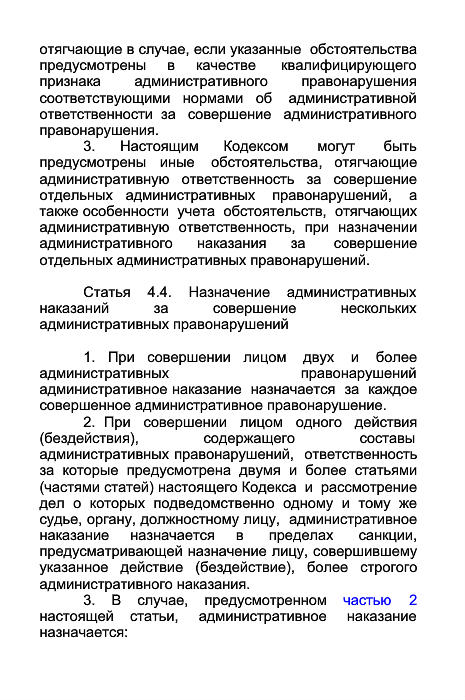 отягчающие в случае, если указанные обстоятельства
предусмотрены в качестве квалифицирующего
признака административного правонарушения
соответствующими нормами об административной
ответственности за совершение административного
правонарушения.
3. Настоящим Кодексом могут быть
предусмотрены иные обстоятельства, отягчающие
административную ответственность за совершение
отдельных административных правонарушений, а
также особенности учета обстоятельств, отягчающих
административную ответственность, при назначении
административного наказания за совершение
отдельных административных правонарушений.
Статья 4.4. Назначение административных
наказаний за совершение нескольких
административных правонарушений
1. При совершении лицом двух и более
административных правонарушений
административное наказание назначается за каждое
совершенное административное правонарушение.
2. При совершении лицом одного действия
(бездействия), содержащего составы
административных правонарушений, ответственность
за которые предусмотрена двумя и более статьями
(частями статей) настоящего Кодекса и рассмотрение
дел о которых подведомственно одному и тому же
судье, органу, должностному лицу, административное
наказание назначается в пределах санкции,
предусматривающей назначение лицу, совершившему
указанное действие (бездействие), более строгого
административного наказания.
3. В случае, предусмотренном частью 2
настоящей статьи, административное наказание
назначается: